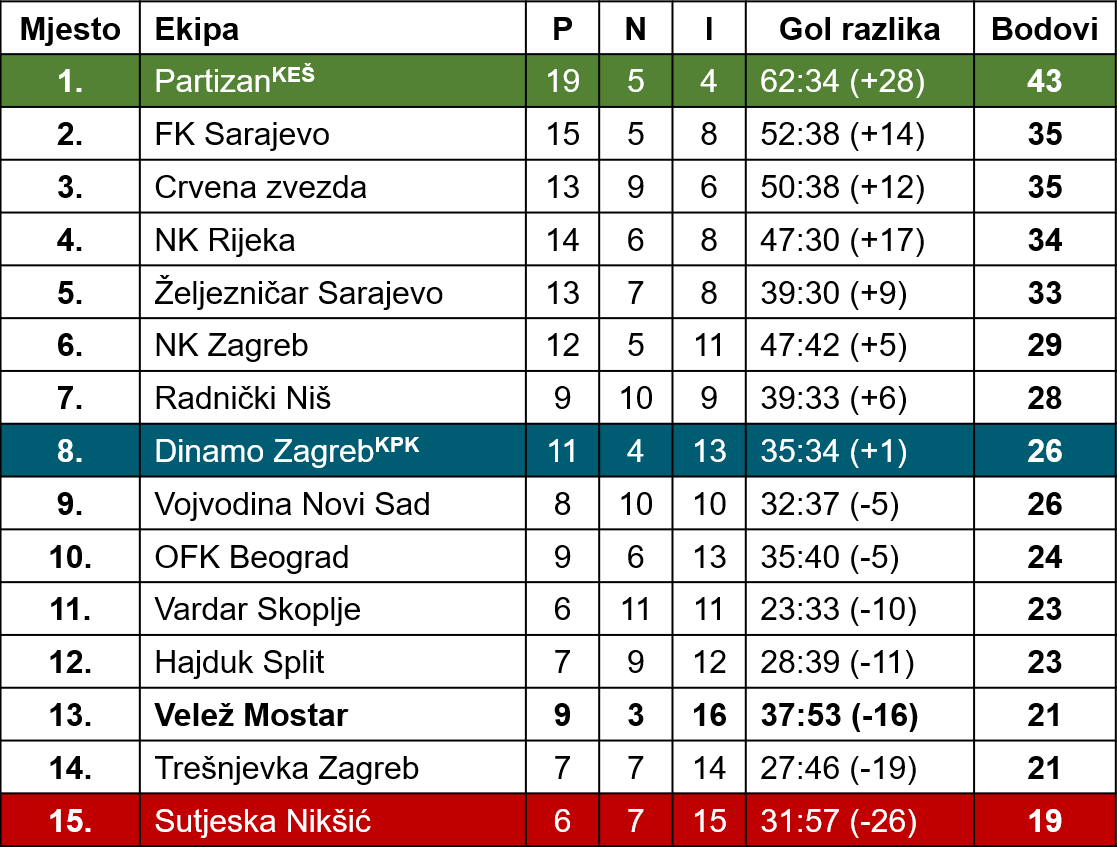 Mjesto Ekipa P N I Gol razlika Bodovi
1. Partizanᴷᴱˢ̌ 19 5 4 62:34 (+28) 43
2. FK Sarajevo 15 5 8 52:38 (+14) 35
3. Crvena zvezda 13 9 6 50:38 (+12) 35
4. NK Rijeka 14 6 8 47:30 (+17) 34
5. Željezničar Sarajevo 13 7 8 39:30 (+9) 33
6. NK Zagreb 12 5 11 47:42 (+5) 29
7. Radnički Niš 9 10 9 39:33 (+6) 28
8. Dinamo Zagrebᴷᴾᴷ 11 4 13 35:34 (+1) 26
9. Vojvodina Novi Sad 8 10 10 32:37 (-5) 26
10. OFK Beograd 9 6 13 35:40 (-5) 24
11. Vardar Skoplje 6 11 11 23:33 (-10) 23
12. Hajduk Split 7 9 12 28:39 (-11) 23
13. Velež Mostar 9 3 16 37:53 (-16) 21
14. Trešnjevka Zagreb 7 7 14 27:46 (-19) 21
15. Sutjeska Nikšić 6 7 15 31:57 (-26) 19